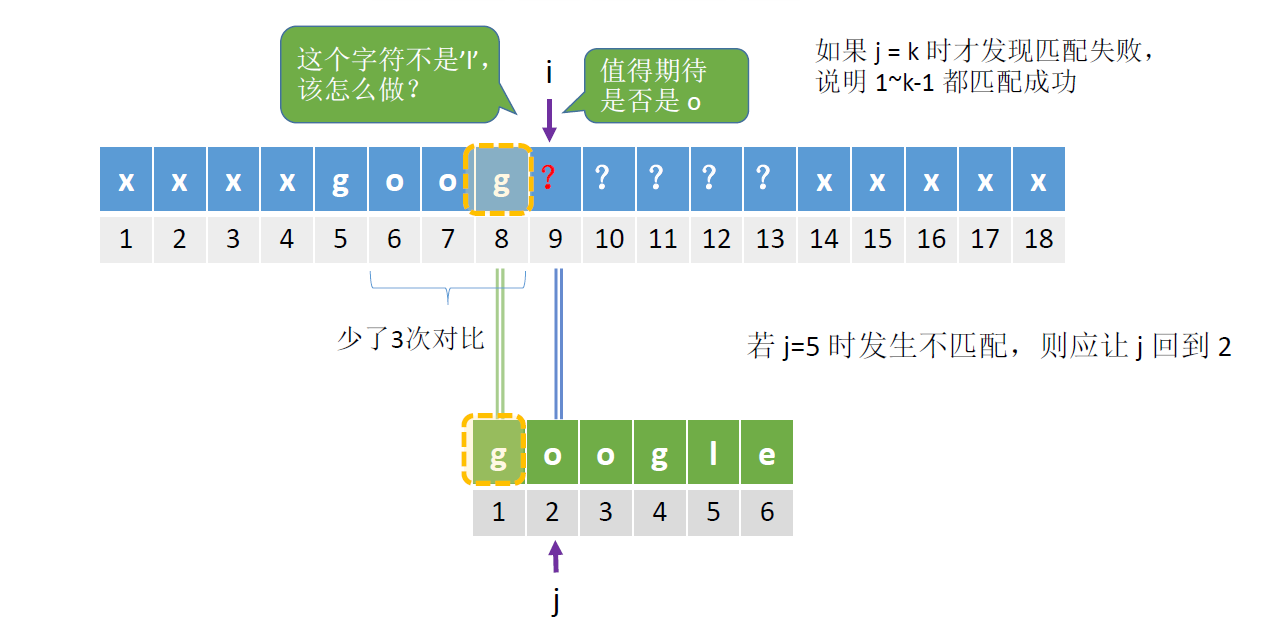 这个字符不是'l',
该怎么做?
i
值得期待
是否是 o
如果 j = k 时才发现匹配失败,
说明 1~k-1 都匹配成功
x x x x g o o g ? ? ? ? ? x x x x x
1 2 3 4 5 6 7 8 9 10 11 12 13 14 15 16 17 18
少了3次对比
若 j=5 时发生不匹配,则应让 j 回到 2
g o o g l e
1 2 3 4 5 6
j